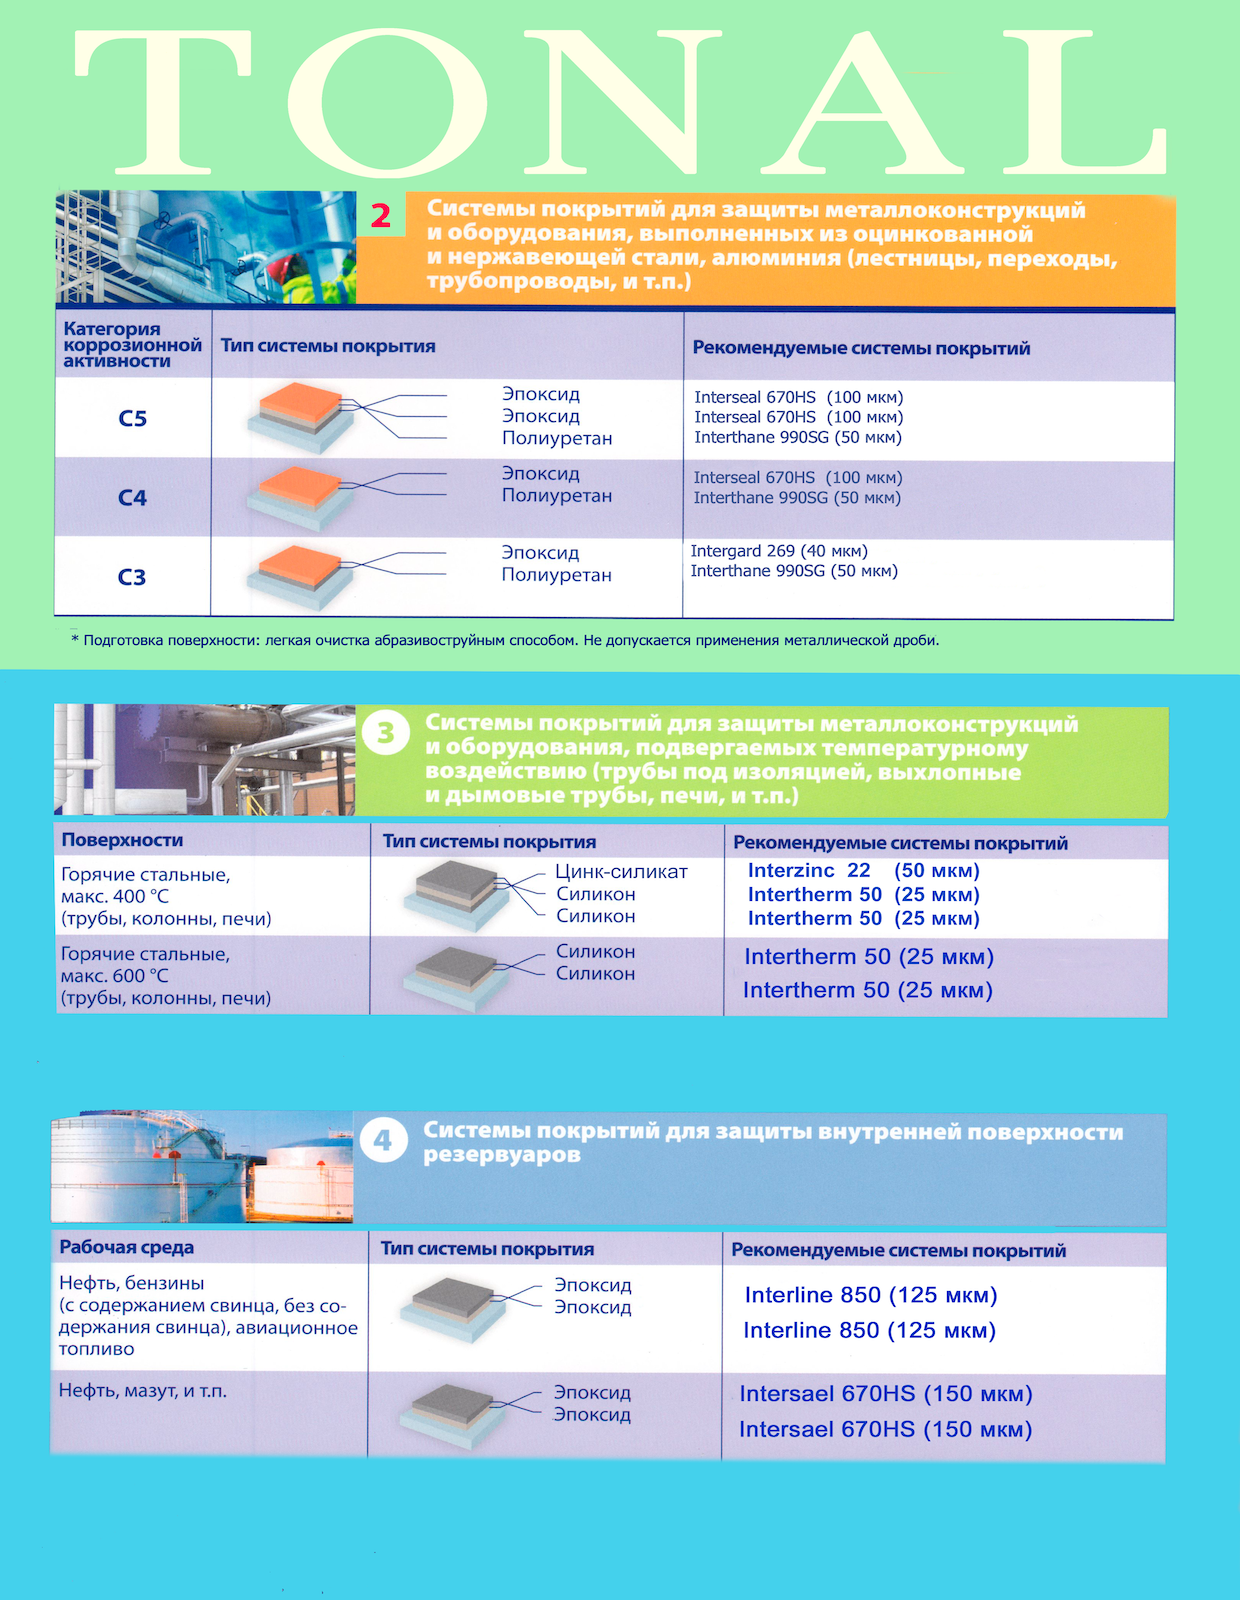 TONAL
2
Системы покрытий для защиты металлоконструкций
и оборудования, выполненных из оцинкованной
и нержавеющей стали, алюминия (лестницы, переходы,
трубопроводы, и т.п.)
Категория
коррозионной
активности
Тип системы покрытия
Рекомендуемые системы покрытий
C5
Эпоксид
Эпоксид
Полиуретан
Interseal 670HS (100 мкм)
Interseal 670HS (100 мкм)
Interthane 990SG (50 мкм)
C4
Эпоксид
Полиуретан
Interseal 670HS (100 мкм)
Interthane 990SG (50 мкм)
C3
Эпоксид
Полиуретан
Intergard 269 (40 мкм)
Interthane 990SG (50 мкм)
* Подготовка поверхности: легкая очистка абразивоструйным способом. Не допускается применения металлической дроби.
3
Системы покрытий для защиты металлоконструкций
и оборудования, подвергаемых температурному
воздействию (трубы под изоляцией, выхлопные
и дымовые трубы, печи, и т.п.)
Поверхности
Тип системы покрытия
Рекомендуемые системы покрытий
Горячие стальные,
макс. 400 °C
(трубы, колонны, печи)
Цинк-силикат
Силикон
Силикон
Interzinc 22 (50 мкм)
Intertherm 50 (25 мкм)
Intertherm 50 (25 мкм)
Горячие стальные,
макс. 600 °C
(трубы, колонны, печи)
Силикон
Силикон
Intertherm 50 (25 мкм)
Intertherm 50 (25 мкм)
4
Системы покрытий для защиты внутренней поверхности
резервуаров
Рабочая среда
Тип системы покрытия
Рекомендуемые системы покрытий
Нефть, бензины
(с содержанием свинца, без со-
держания свинца), авиационное
топливо
Эпоксид
Эпоксид
Interline 850 (125 мкм)
Interline 850 (125 мкм)
Нефть, мазут, и т.п.
Эпоксид
Эпоксид
Intersael 670HS (150 мкм)
Intersael 670HS (150 мкм)